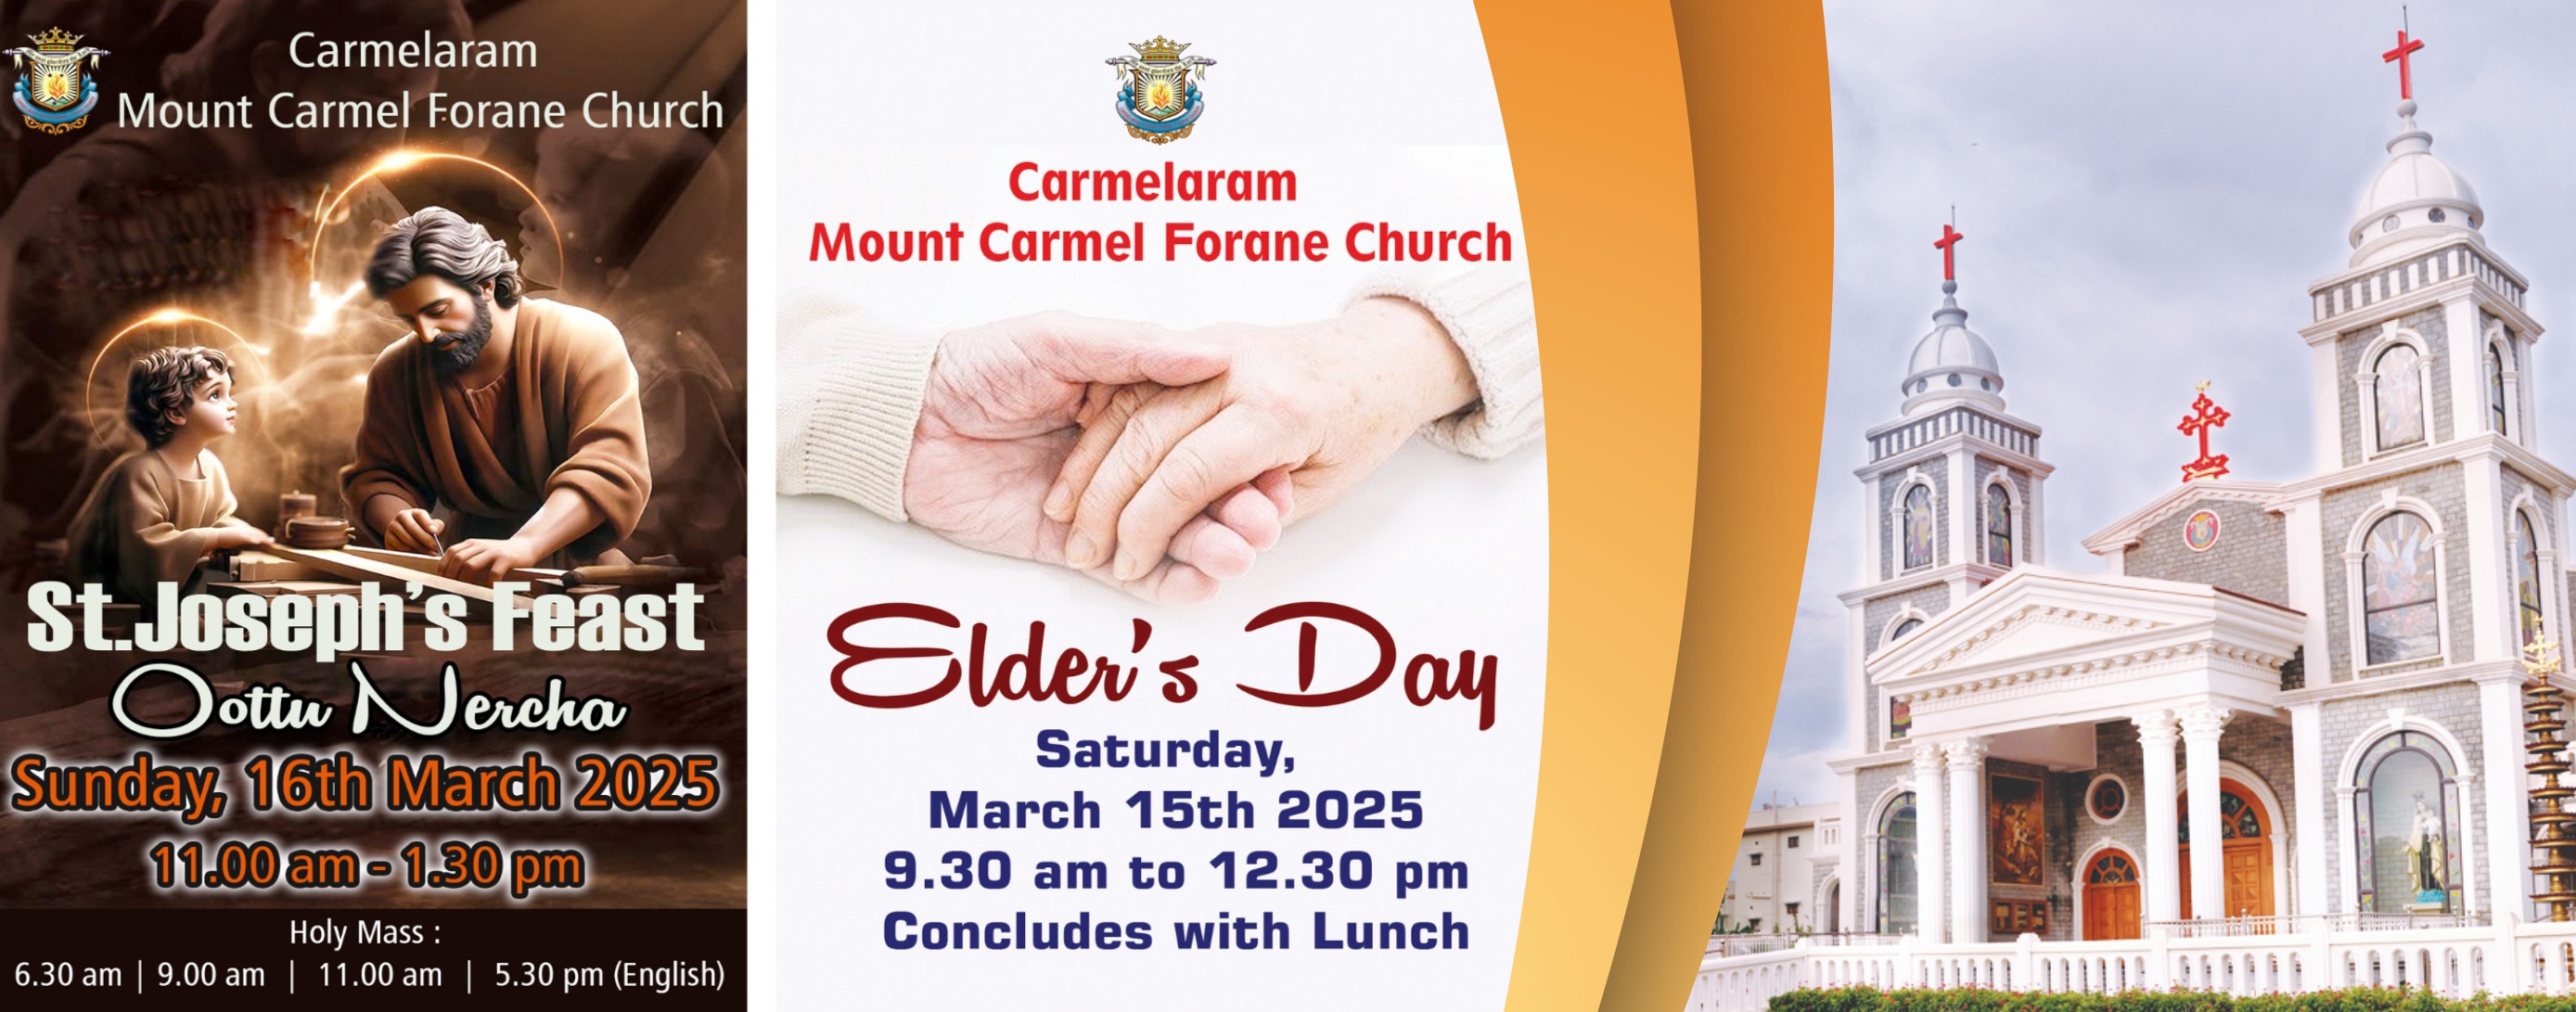 Carmelaram
Mount Carmel Forane Church
St.Joseph's Feast
Oottu Nercha
Sunday, 16th March 2025
11.00 am - 1.30 pm
Holy Mass :
6.30 am | 9.00 am | 11.00 am | 5.30 pm (English)
Carmelaram
Mount Carmel Forane Church
Elder's Day
Saturday,
March 15th 2025
9.30 am to 12.30 pm
Concludes with Lunch